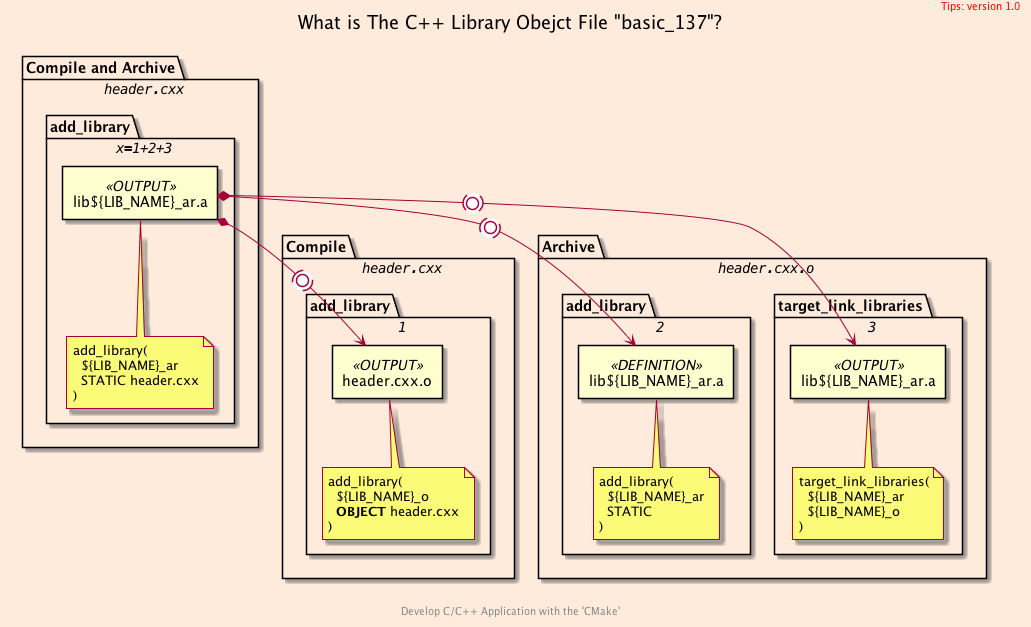 Tips: version 1.0
What is The C++ Library Obejct File "basic_137"?
Compile and Archive
header.cxx
add_library
x=1+2+3
«OUTPUT»
lib${LIB_NAME}_ar.a
add_library(
${LIB_NAME}_ar
STATIC header.cxx
)
Compile
header.cxx
add_library
1
«OUTPUT»
header.cxx.o
add_library(
${LIB_NAME}_o
OBJECT header.cxx
)
Archive
header.cxx.o
add_library
2
«DEFINITION»
lib${LIB_NAME}_ar.a
add_library(
${LIB_NAME}_ar
STATIC
)
target_link_libraries
3
«OUTPUT»
lib${LIB_NAME}_ar.a
target_link_libraries(
${LIB_NAME}_ar
${LIB_NAME}_o
)
Develop C/C++ Application with the 'CMake'